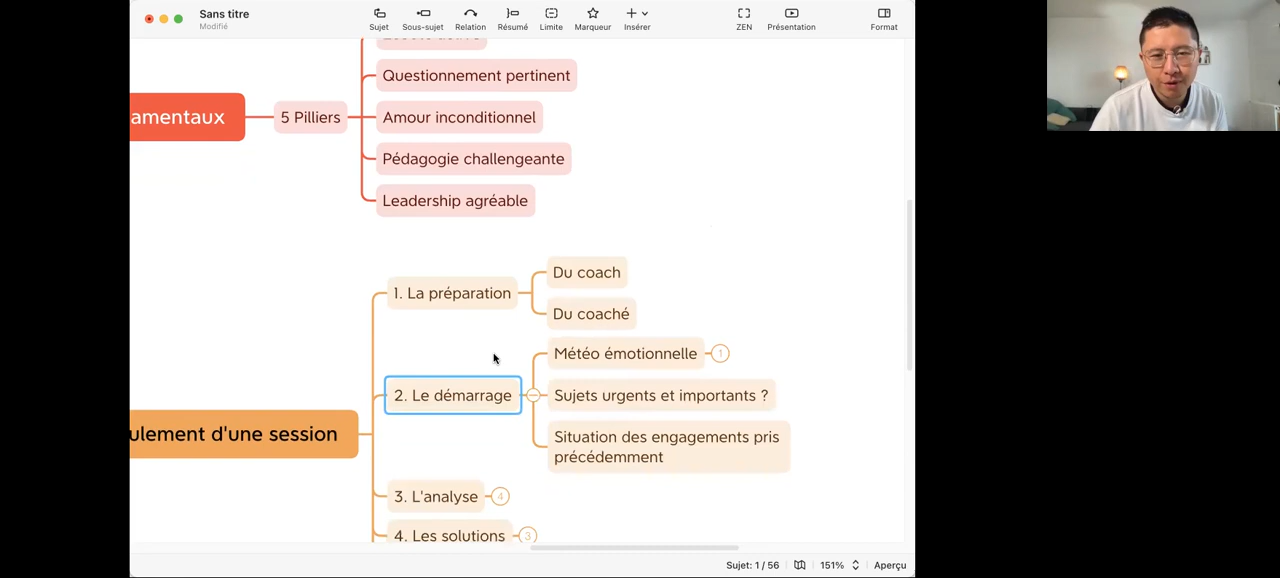 Sans titre
Modifié
Sujet
Sous-sujet
Relation
Résumé
Limite
Marqueur
Insérer
ZEN
Présentation
Format
Questionnement pertinent
amentaux
5 Pilliers
Amour inconditionnel
Pédagogie challengeante
Leadership agréable
Du coach
1. La préparation
Du coaché
Météo émotionnelle
1
2. Le démarrage
Sujets urgents et importants ?
Situation des engagements pris
précédemment
ulement d'une session
3. L'analyse
4
4. Les solutions
3
Sujet: 1 / 56
151%
Aperçu